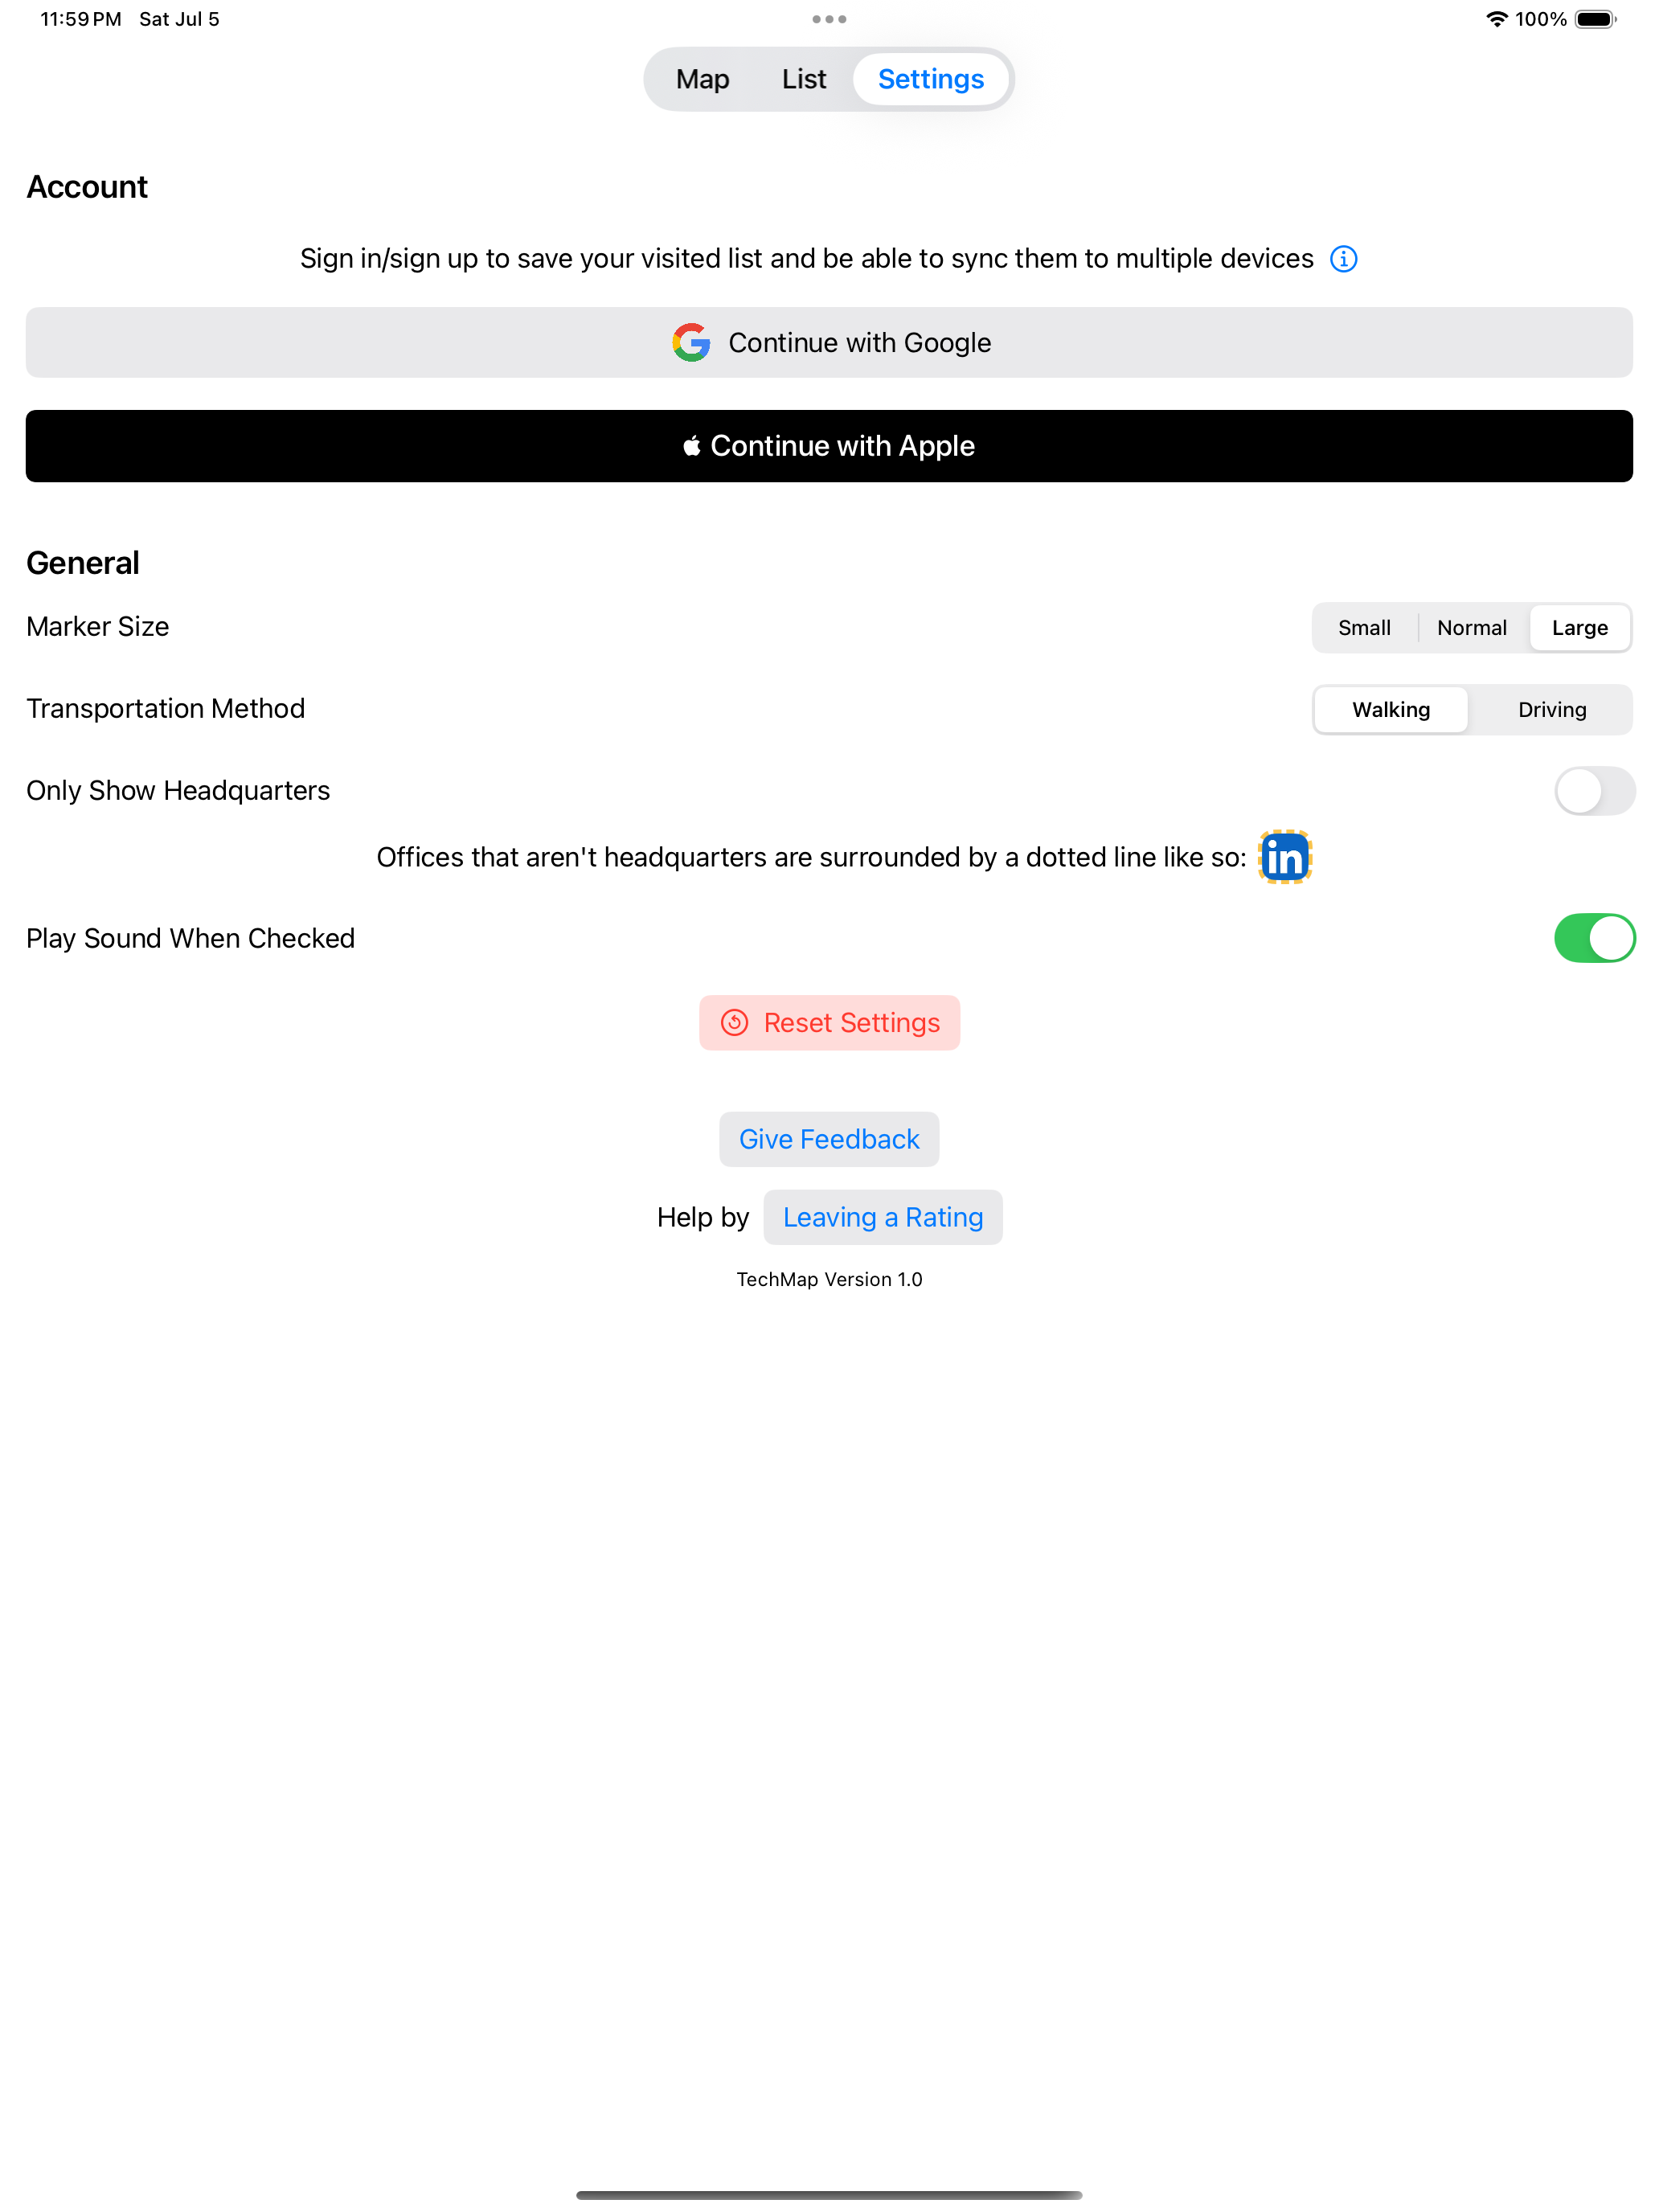 11:59 PM Sat Jul 5
100%
Map List Settings
Account
Sign in/sign up to save your visited list and be able to sync them to multiple devices
Continue with Google
Continue with Apple
General
Marker Size Small Normal Large
Transportation Method Walking Driving
Only Show Headquarters
Offices that aren't headquarters are surrounded by a dotted line like so: in
Play Sound When Checked
Reset Settings
Give Feedback
Help by Leaving a Rating
TechMap Version 1.0